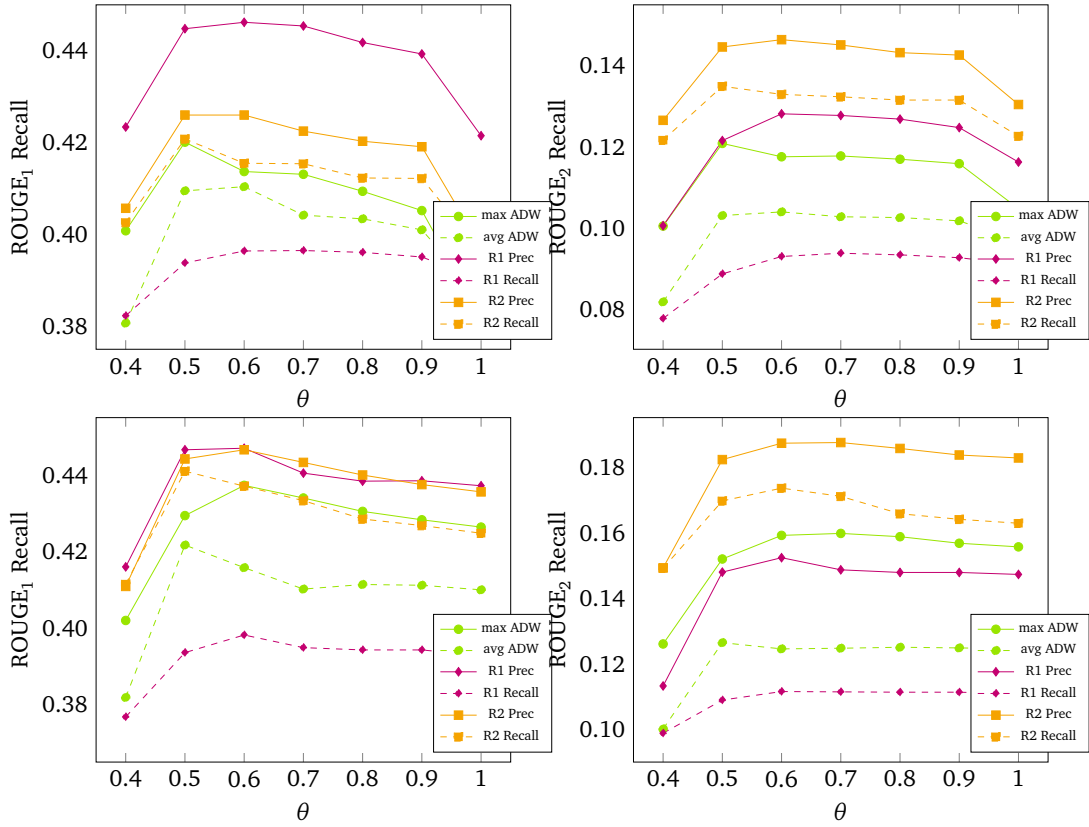 0.44
0.42
0.40
0.38
ROUGE1 Recall
0.4 0.5 0.6 0.7 0.8 0.9 1
θ
max ADW
avg ADW
R1 Prec
R1 Recall
R2 Prec
R2 Recall
0.14
0.12
0.10
0.08
ROUGE2 Recall
0.4 0.5 0.6 0.7 0.8 0.9 1
θ
max ADW
avg ADW
R1 Prec
R1 Recall
R2 Prec
R2 Recall
0.44
0.42
0.40
0.38
ROUGE1 Recall
0.4 0.5 0.6 0.7 0.8 0.9 1
θ
max ADW
avg ADW
R1 Prec
R1 Recall
R2 Prec
R2 Recall
0.18
0.16
0.14
0.12
0.10
ROUGE2 Recall
0.4 0.5 0.6 0.7 0.8 0.9 1
θ
max ADW
avg ADW
R1 Prec
R1 Recall
R2 Prec
R2 Recall